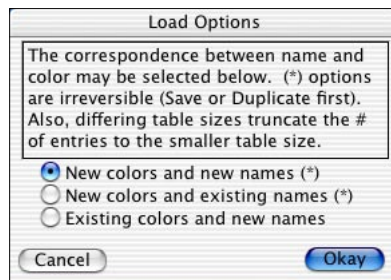 Load Options
The correspondence between name and
color may be selected below.  (*) options
are irreversible (Save or Duplicate first).
Also, differing table sizes truncate the #
of entries to the smaller table size.
New colors and new names (*)
New colors and existing names (*)
Existing colors and new names
Cancel
Okay